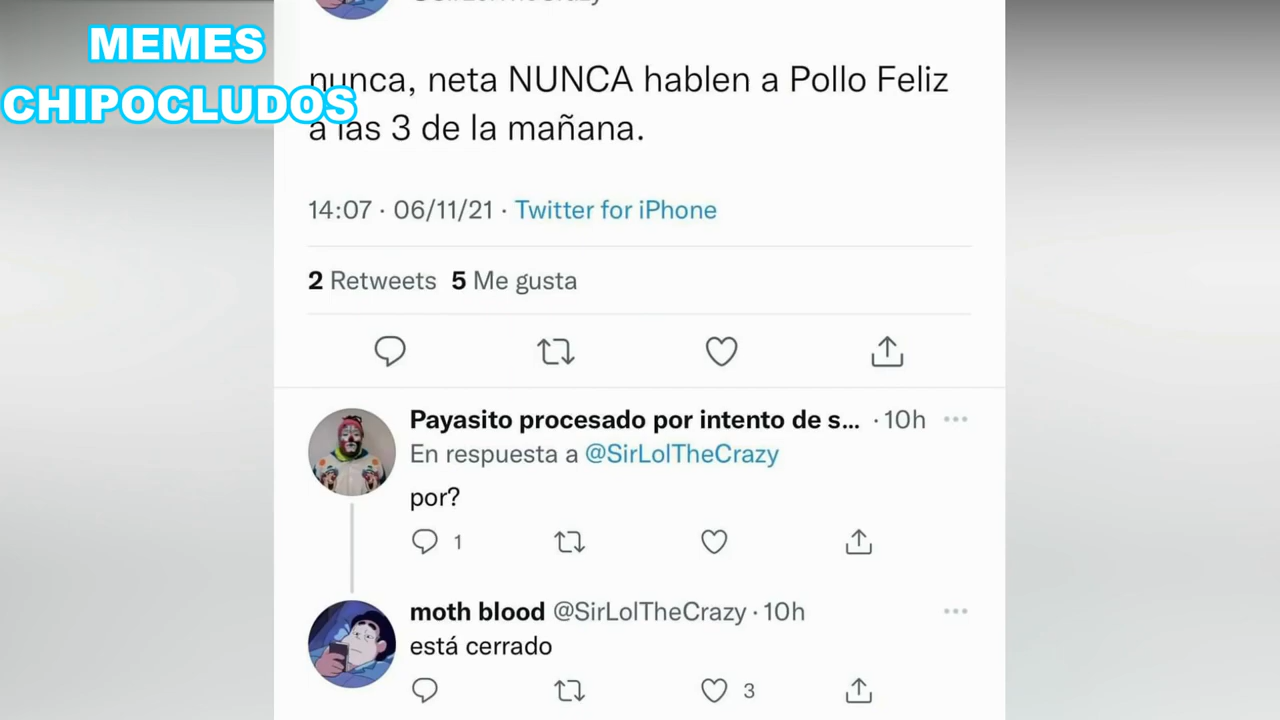 MEMES
CHIPOCLUDOS
nunca, neta NUNCA hablen a Pollo Feliz
a las 3 de la mañana.
14:07 · 06/11/21 · Twitter for iPhone
2 Retweets 5 Me gusta
Payasito procesado por intento de s... · 10h
En respuesta a @SirLolTheCrazy
por?
1
moth blood @SirLolTheCrazy · 10h
está cerrado
3